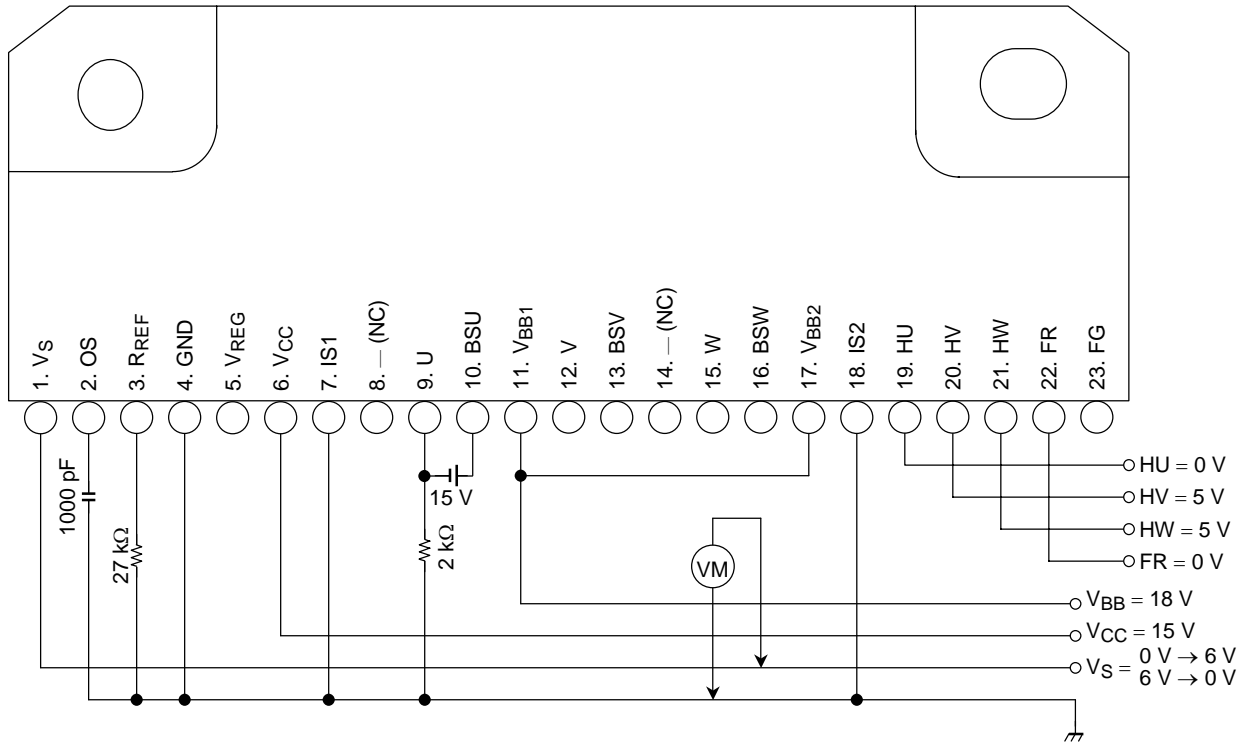 1. VS
2. OS
3. RREF
4. GND
5. VREG
6. VCC
7. IS1
8. — (NC)
9. U
10. BSU
11. VBB1
12. V
13. BSV
14. — (NC)
15. W
16. BSW
17. VBB2
18. IS2
19. HU
20. HV
21. HW
22. FR
23. FG
1000 pF
27 kΩ
15 V
2 kΩ
VM
HU = 0 V
HV = 5 V
HW = 5 V
FR = 0 V
VBB = 18 V
VCC = 15 V
VS = 0 V → 6 V
6 V → 0 V